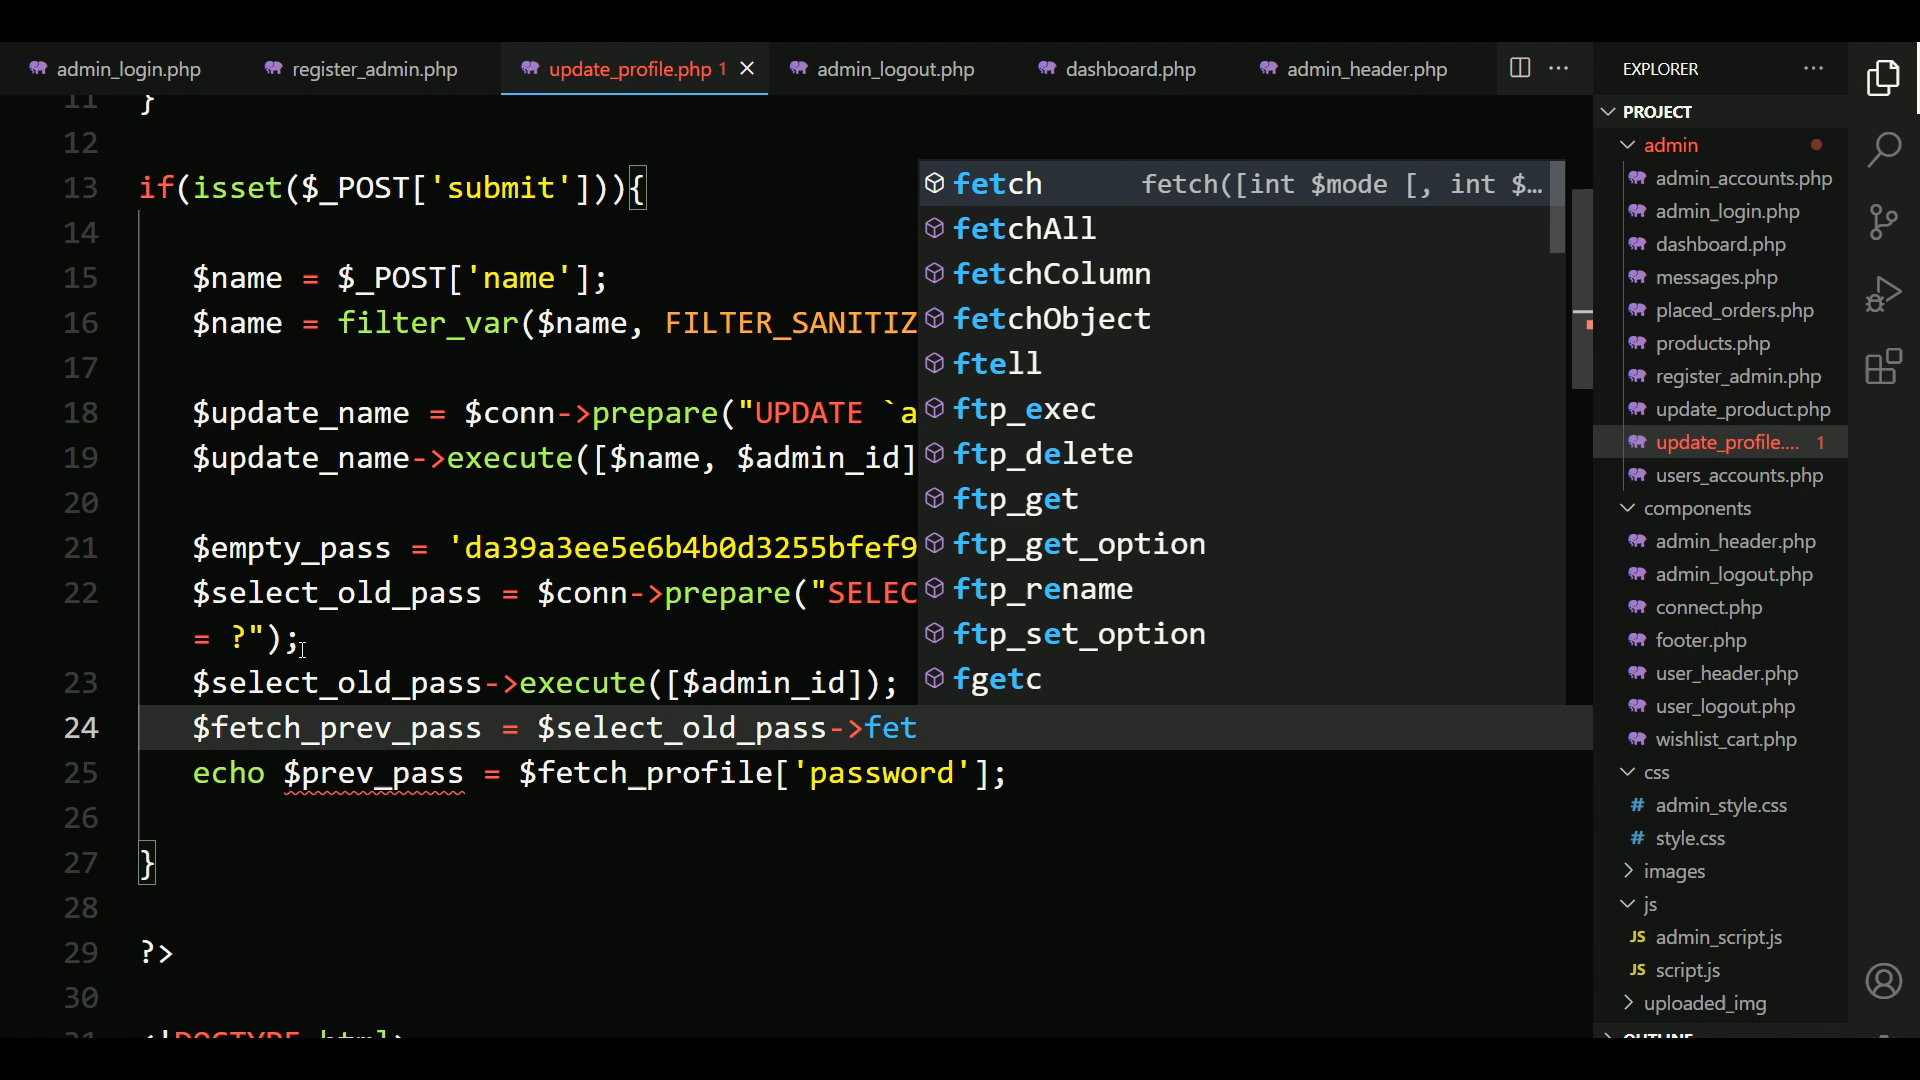 admin_login.php register_admin.php update_profile.php 1 admin_logout.php dashboard.php admin_header.php
11 }
12
13 if(isset($_POST['submit'])){
14
15 $name = $_POST['name'];
16 $name = filter_var($name, FILTER_SANITIZ
17
18 $update_name = $conn->prepare("UPDATE `a
19 $update_name->execute([$name, $admin_id]
20
21 $empty_pass = 'da39a3ee5e6b4b0d3255bfef9
22 $select_old_pass = $conn->prepare("SELEC
= ?");
23 $select_old_pass->execute([$admin_id]);
24 $fetch_prev_pass = $select_old_pass->fet
25 echo $prev_pass = $fetch_profile['password'];
26
27 }
28
29 ?>
30
31 <!DOCTYPE html>
fetch fetch([int $mode [, int $…
fetchAll
fetchColumn
fetchObject
ftell
ftp_exec
ftp_delete
ftp_get
ftp_get_option
ftp_rename
ftp_set_option
fgetc
EXPLORER
PROJECT
admin
admin_accounts.php
admin_login.php
dashboard.php
messages.php
placed_orders.php
products.php
register_admin.php
update_product.php
update_profile.... 1
users_accounts.php
components
admin_header.php
admin_logout.php
connect.php
footer.php
user_header.php
user_logout.php
wishlist_cart.php
css
# admin_style.css
# style.css
images
js
JS admin_script.js
JS script.js
uploaded_img
OUTLINE